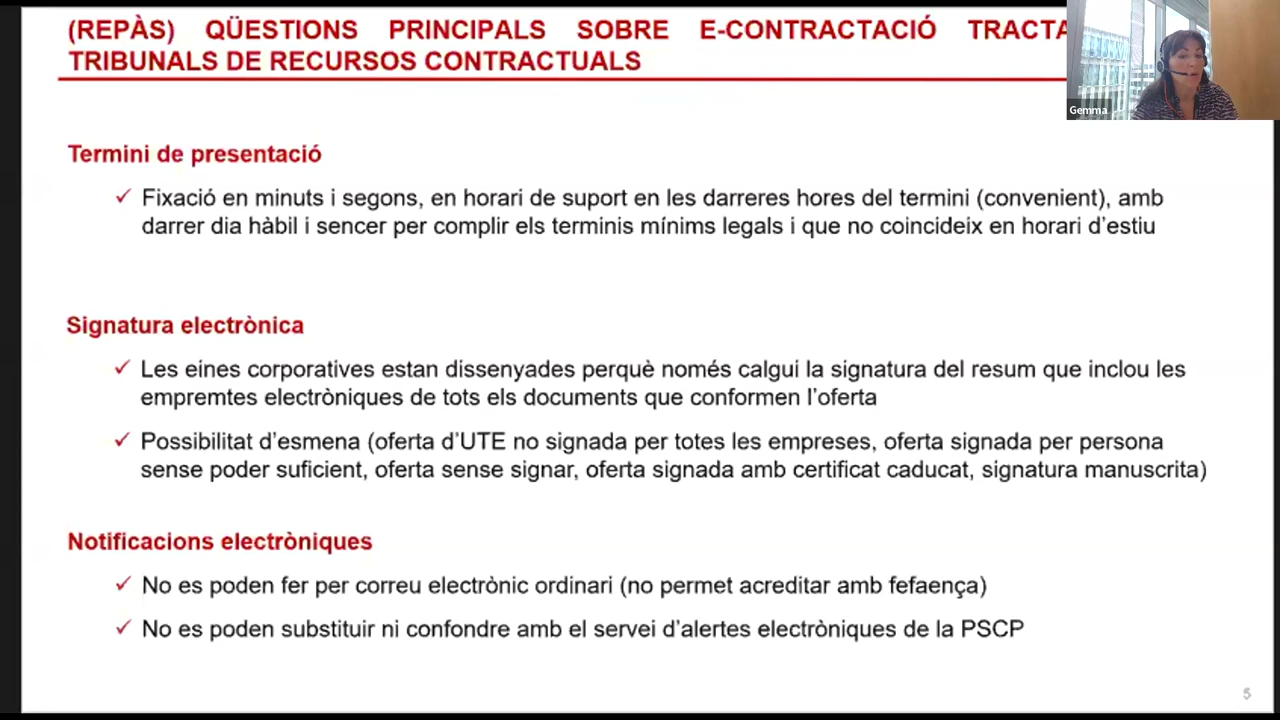 (REPÀS) QÜESTIONS PRINCIPALS SOBRE E-CONTRACTACIÓ
TRIBUNALS DE RECURSOS CONTRACTUALS
Gemma
Termini de presentació
✓ Fixació en minuts i segons, en horari de suport en les darreres hores del termini (convenient), amb
darrer dia hàbil i sencer per complir els terminis mínims legals i que no coincideix en horari d'estiu
Signatura electrònica
✓ Les eines corporatives estan dissenyades perquè només calgui la signatura del resum que inclou les
empremtes electròniques de tots els documents que conformen l'oferta
✓ Possibilitat d'esmena (oferta d'UTE no signada per totes les empreses, oferta signada per persona
sense poder suficient, oferta sense signar, oferta signada amb certificat caducat, signatura manuscrita)
Notificacions electròniques
✓ No es poden fer per correu electrònic ordinari (no permet acreditar amb fefaença)
✓ No es poden substituir ni confondre amb el servei d'alertes electròniques de la PSCP
5